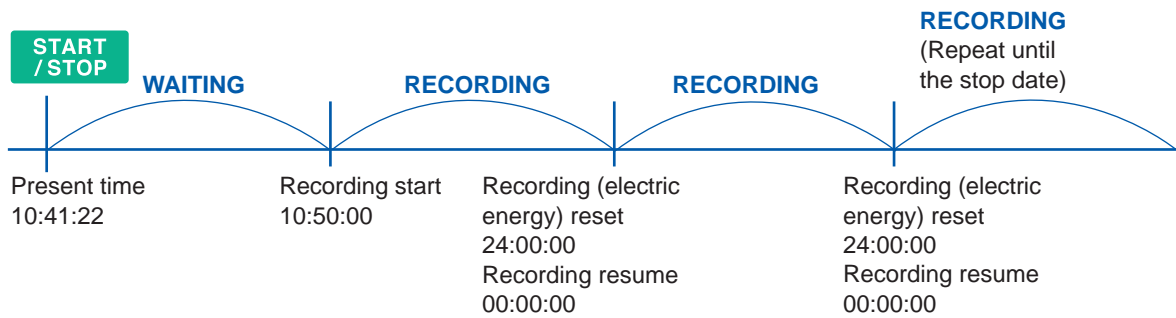 START
/ STOP
WAITING
RECORDING
RECORDING
RECORDING
(Repeat until
the stop date)
Present time
10:41:22
Recording start
10:50:00
Recording (electric
energy) reset
24:00:00
Recording resume
00:00:00
Recording (electric
energy) reset
24:00:00
Recording resume
00:00:00